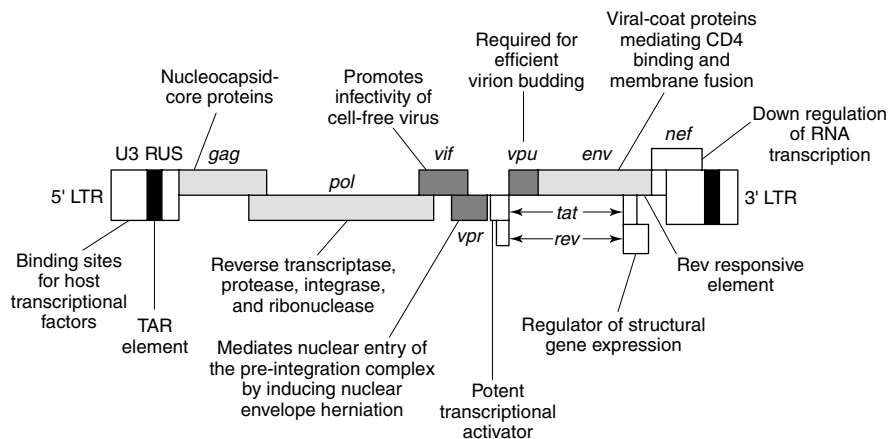 Nucleocapsid-
core proteins
Promotes
infectivity of
cell-free virus
Required for
efficient
virion budding
Viral-coat proteins
mediating CD4
binding and
membrane fusion
Down regulation
of RNA
transcription
U3 RUS
gag
vif
vpu
env
nef
5' LTR
pol
3' LTR
vpr
tat
rev
Binding sites
for host
transcriptional
factors
TAR
element
Reverse transcriptase,
protease, integrase,
and ribonuclease
Mediates nuclear entry of
the pre-integration complex
by inducing nuclear
envelope herniation
Potent
transcriptional
activator
Regulator of structural
gene expression
Rev responsive
element